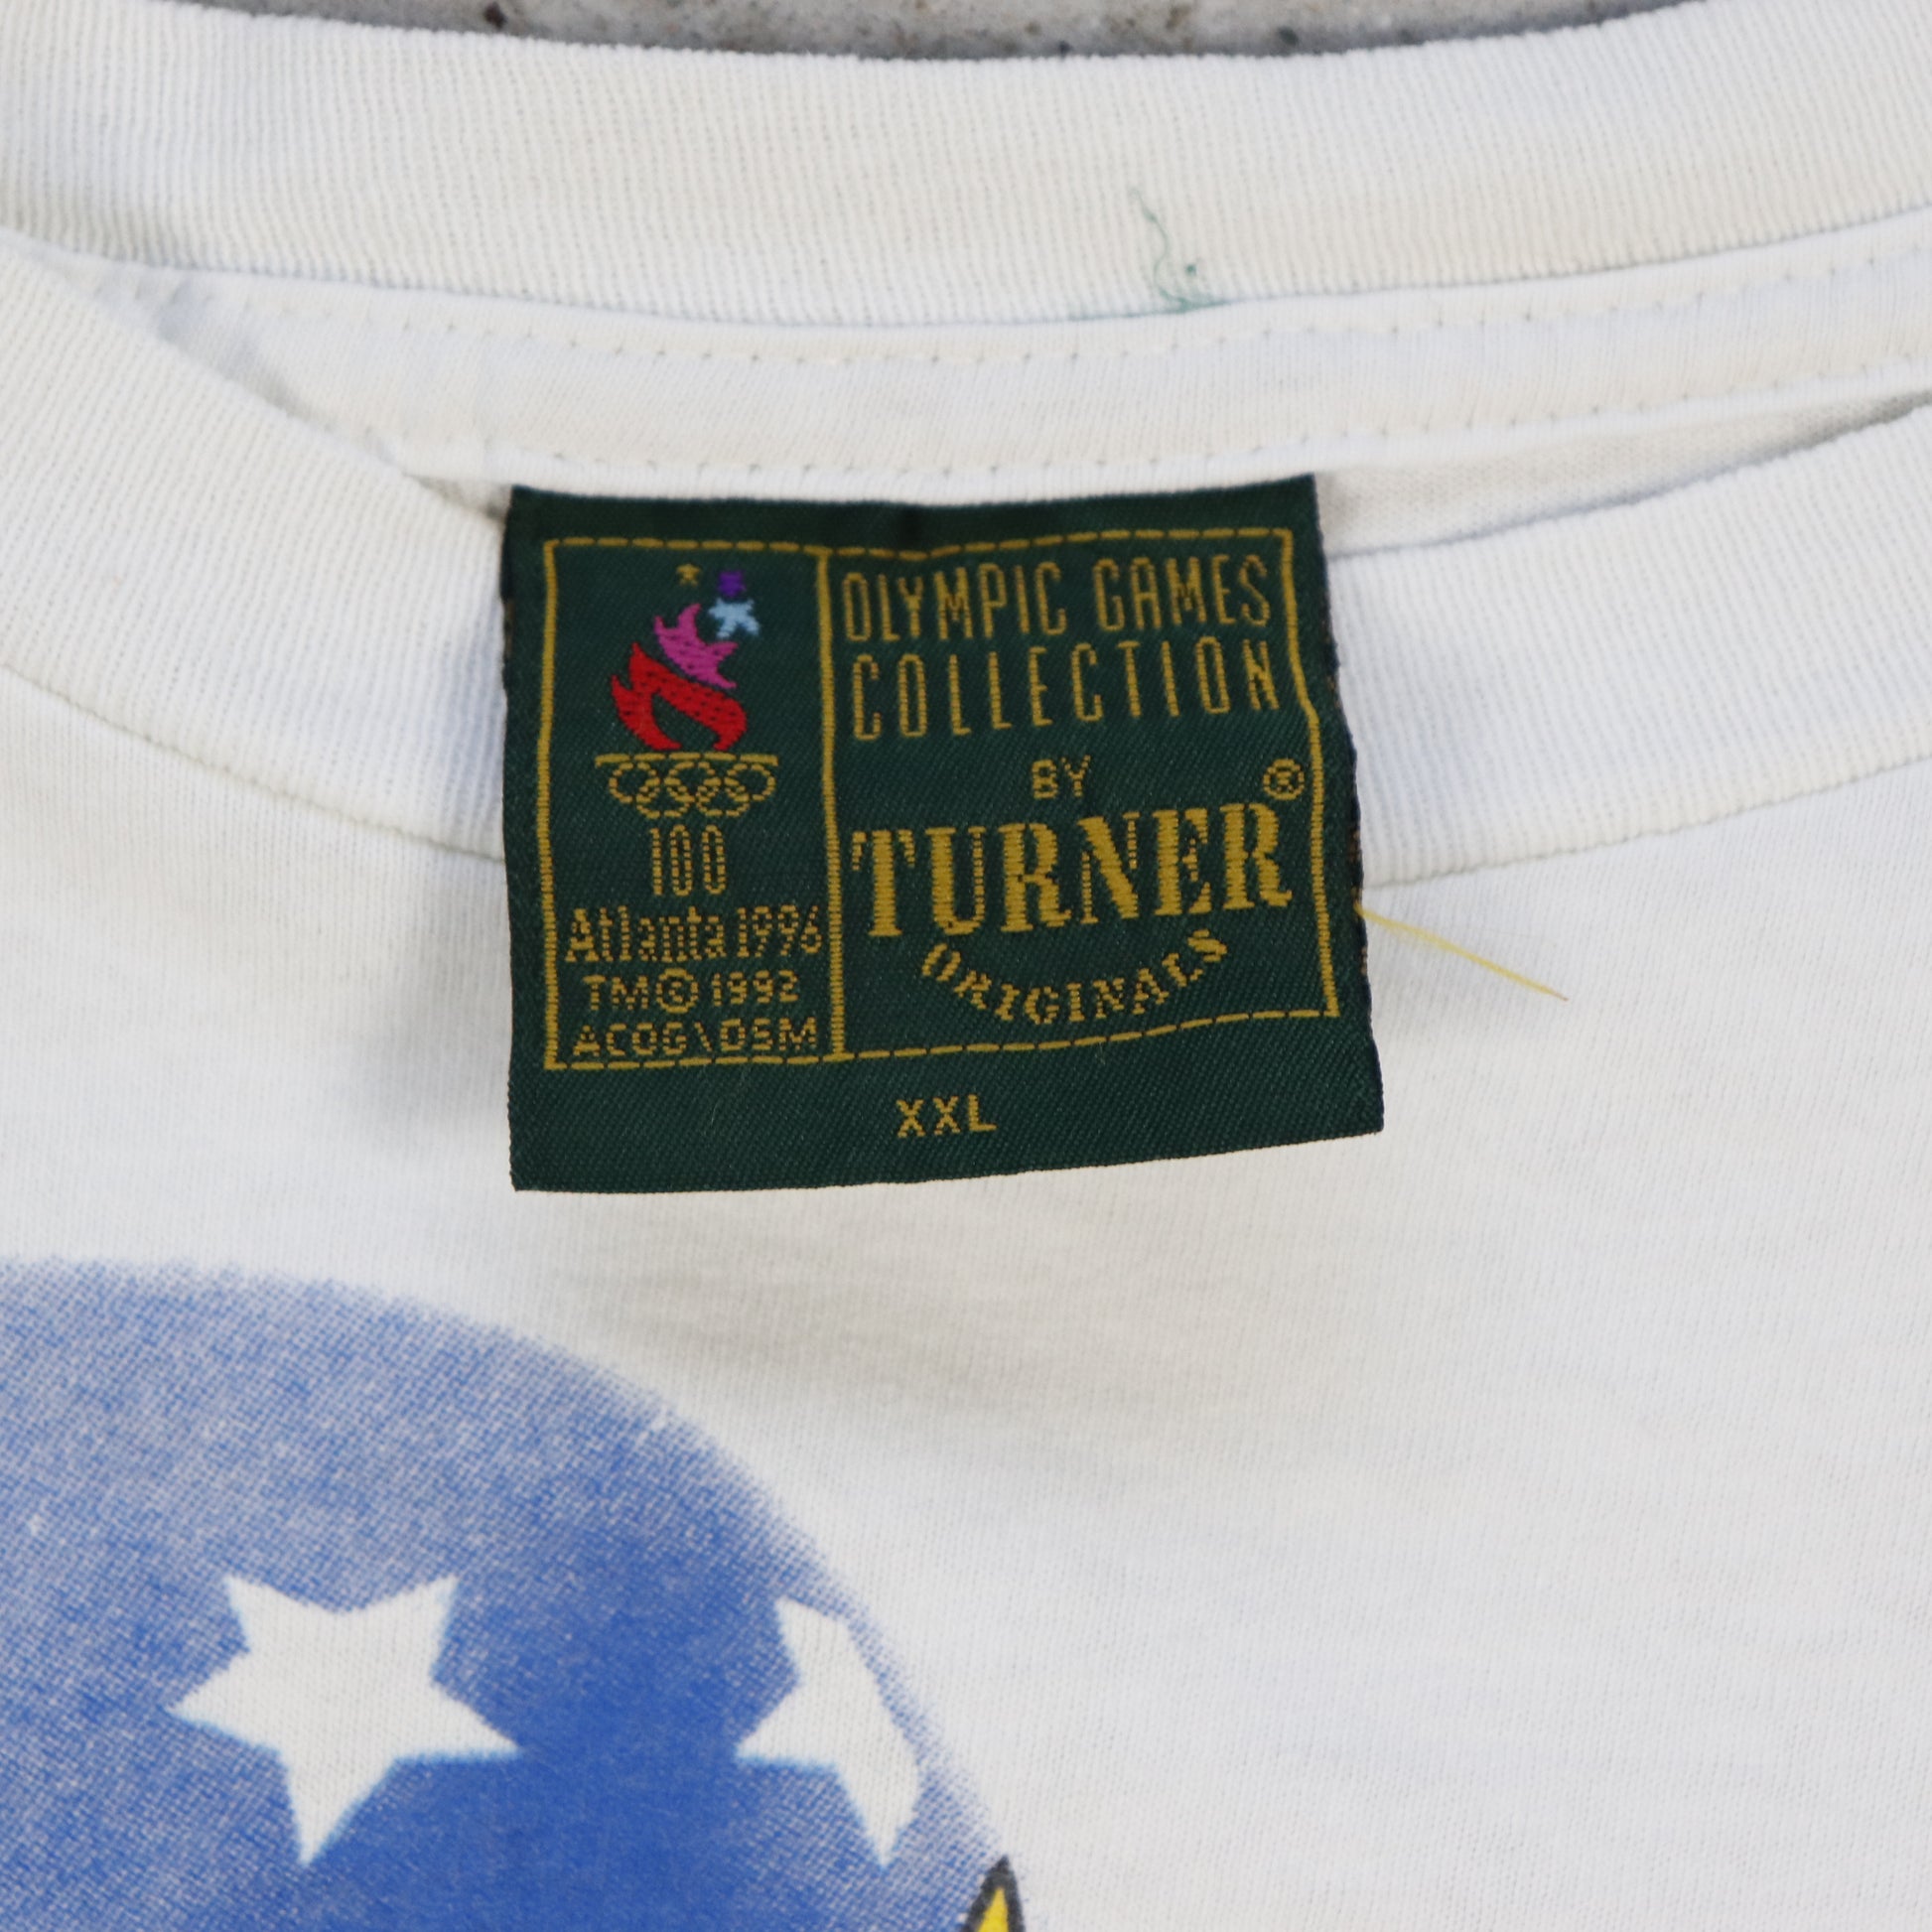 100
Atlanta 1996
TM © 1992
ACOG\OSM
OLYMPIC GAMES
COLLECTION
BY
TURNER®
ORIGINALS
XXL